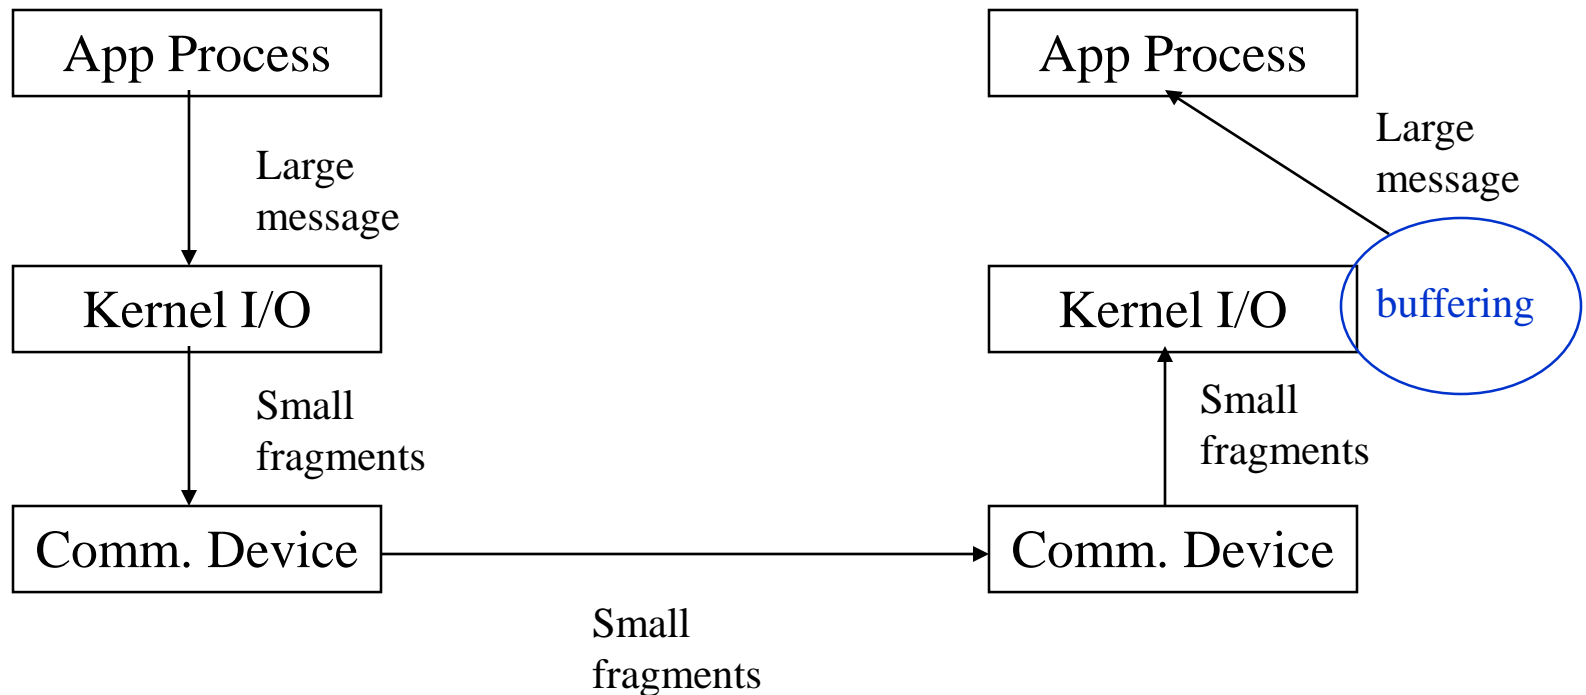 App Process
Large
message
Kernel I/O
Small
fragments
Comm. Device
Small
fragments
App Process
Large
message
Kernel I/O
buffering
Small
fragments
Comm. Device